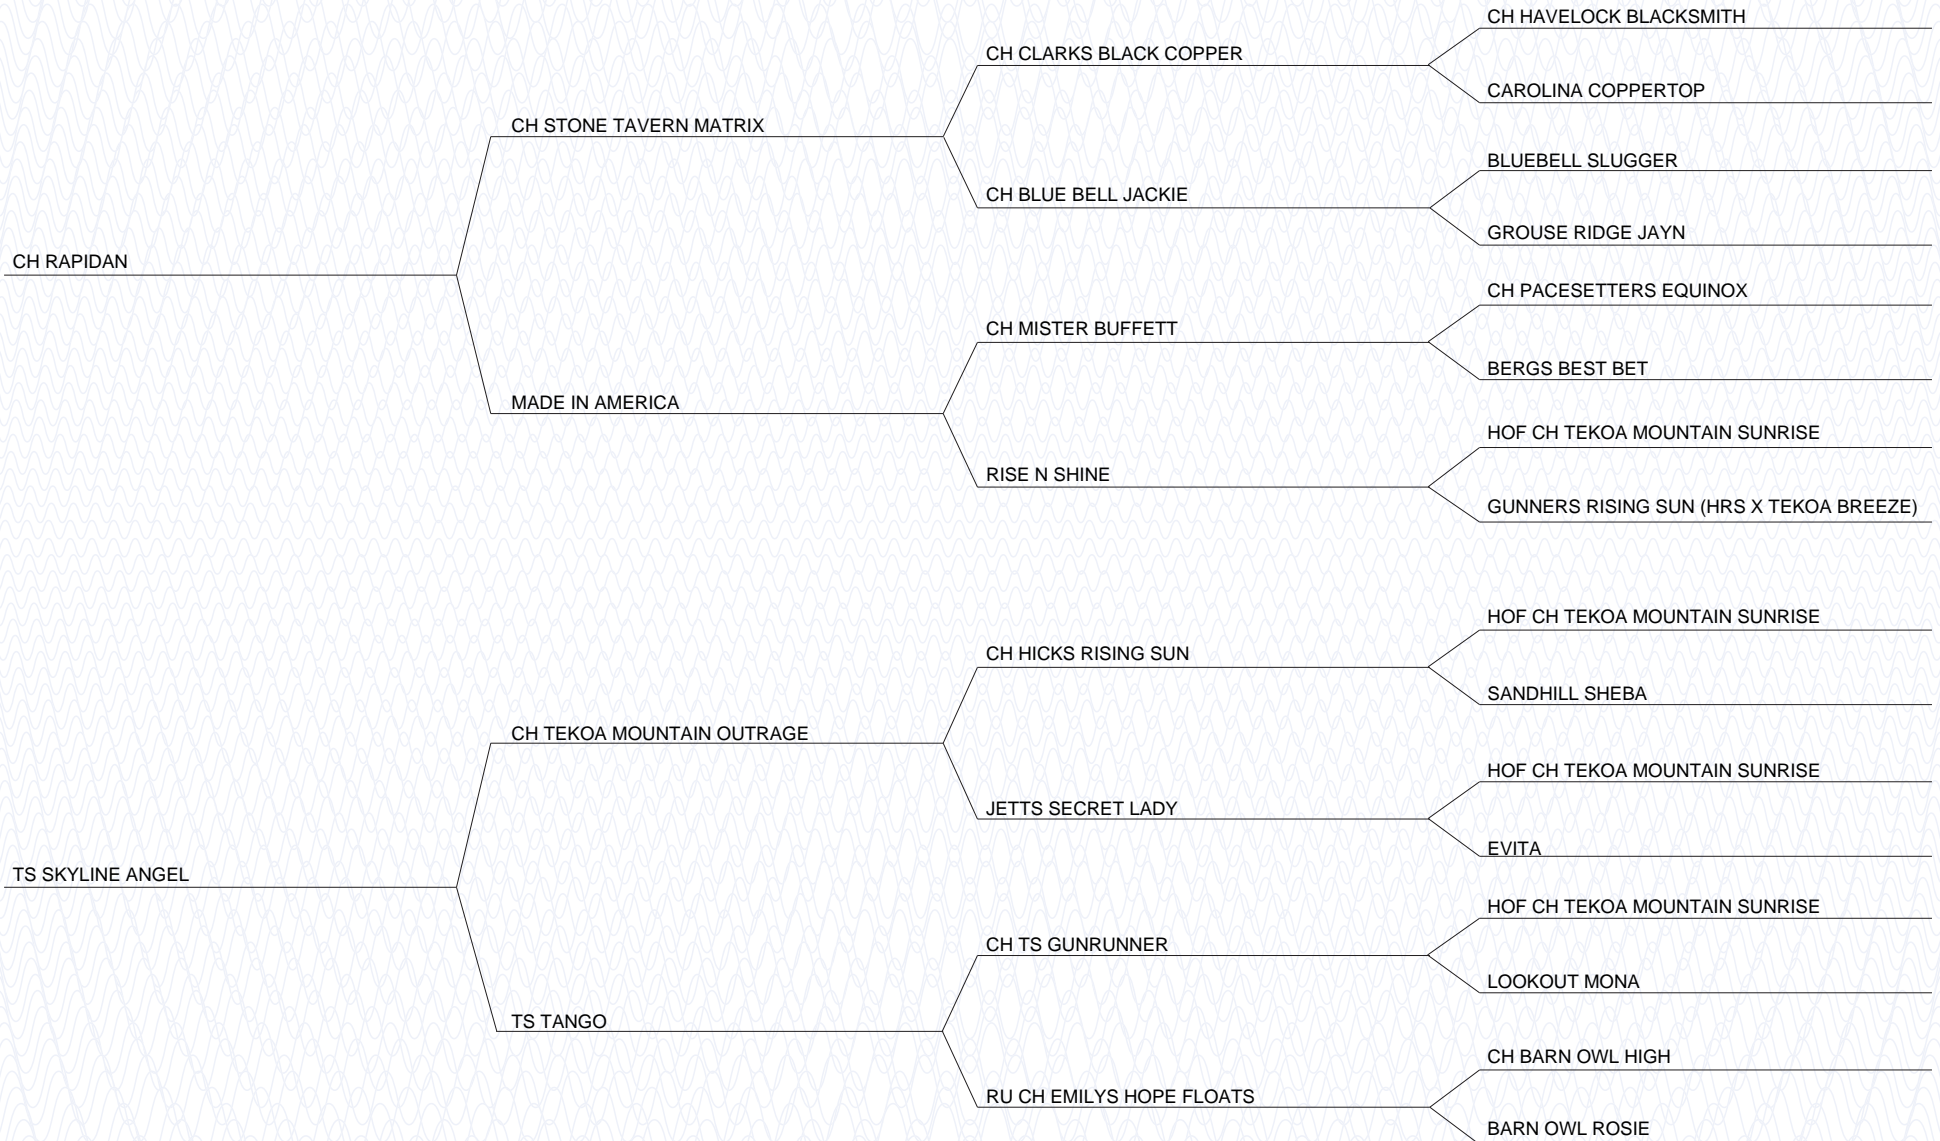 CH HAVELOCK BLACKSMITH
CH CLARKS BLACK COPPER
CAROLINA COPPERTOP
CH STONE TAVERN MATRIX
BLUEBELL SLUGGER
CH BLUE BELL JACKIE
GROUSE RIDGE JAYN
CH RAPIDAN
CH PACESETTERS EQUINOX
CH MISTER BUFFETT
BERGS BEST BET
MADE IN AMERICA
HOF CH TEKOA MOUNTAIN SUNRISE
RISE N SHINE
GUNNERS RISING SUN (HRS X TEKOA BREEZE)
HOF CH TEKOA MOUNTAIN SUNRISE
CH HICKS RISING SUN
SANDHILL SHEBA
CH TEKOA MOUNTAIN OUTRAGE
HOF CH TEKOA MOUNTAIN SUNRISE
JETTS SECRET LADY
EVITA
TS SKYLINE ANGEL
HOF CH TEKOA MOUNTAIN SUNRISE
CH TS GUNRUNNER
LOOKOUT MONA
TS TANGO
CH BARN OWL HIGH
RU CH EMILYS HOPE FLOATS
BARN OWL ROSIE